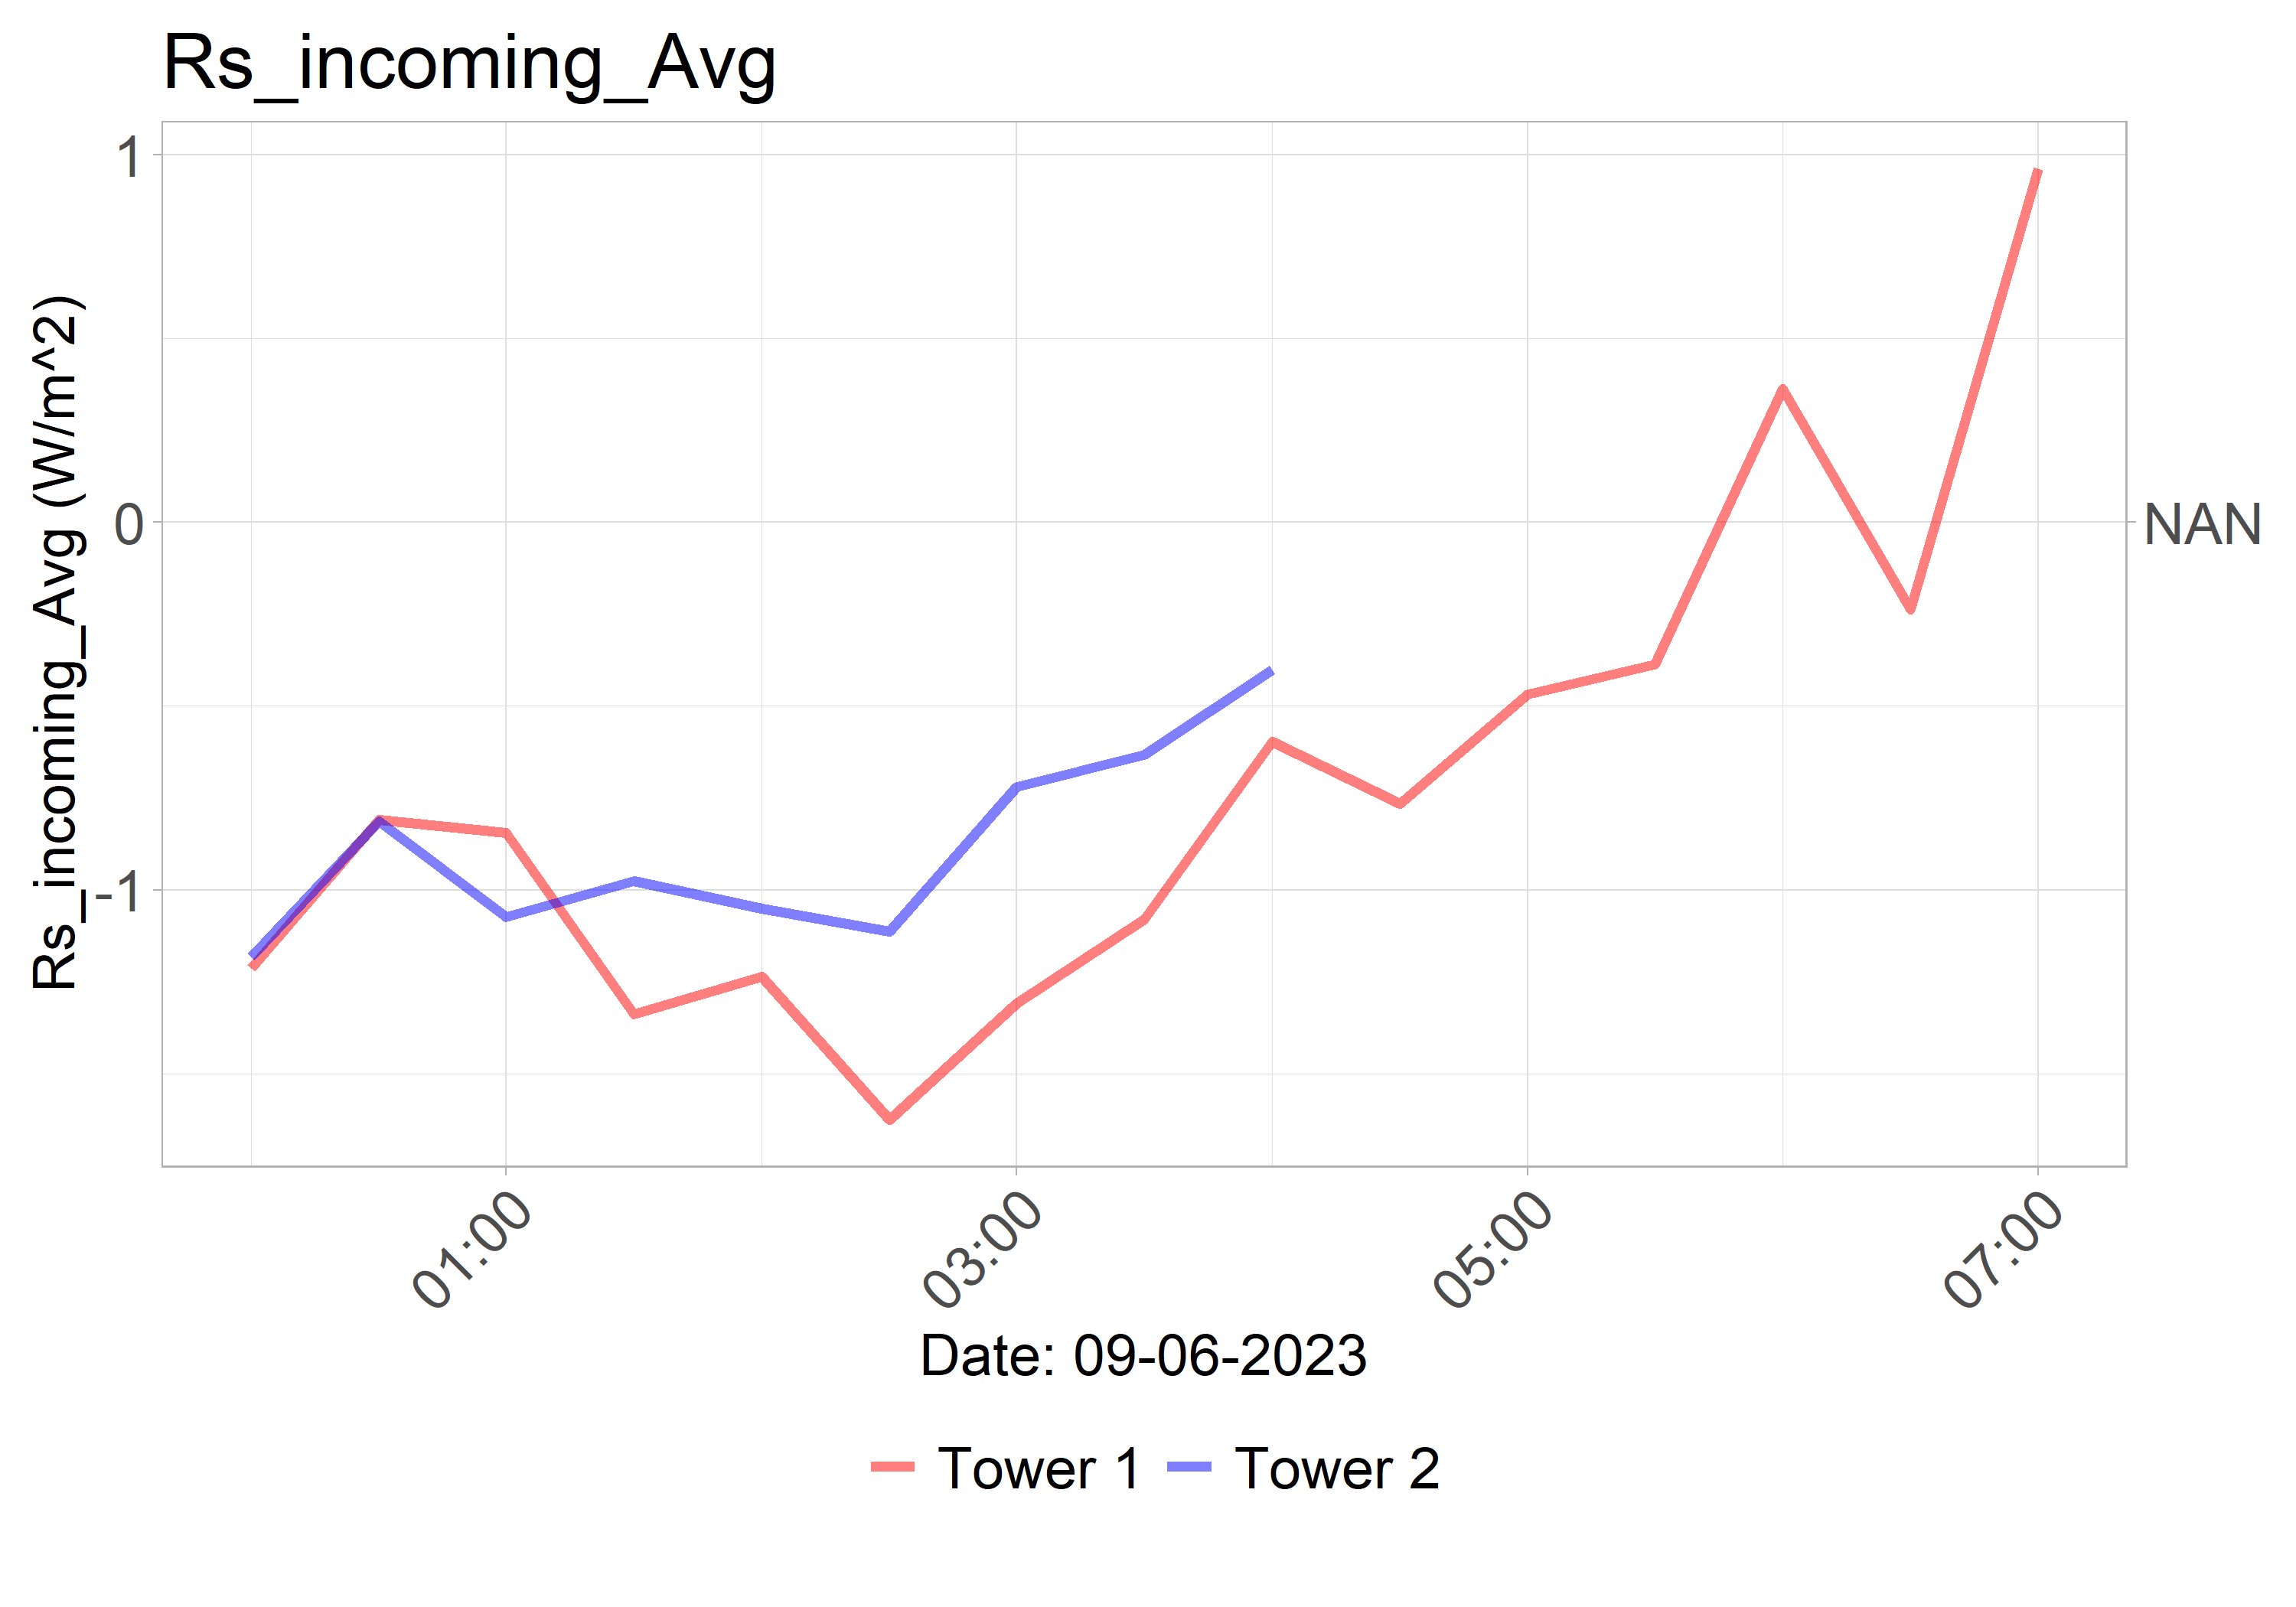 Rs_incoming_Avg
Rs_incoming_Avg (W/m^2)
1
0
-1
NAN
01:00
03:00
05:00
07:00
Date: 09-06-2023
Tower 1
Tower 2